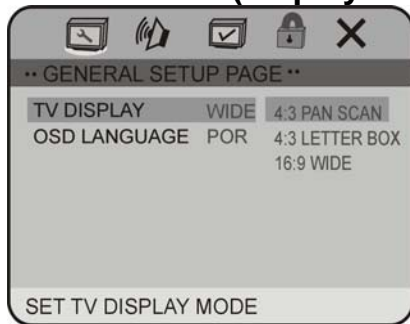 ·· GENERAL SETUP PAGE ··
TV DISPLAY WIDE 4:3 PAN SCAN
OSD LANGUAGE POR 4:3 LETTER BOX
16:9 WIDE
SET TV DISPLAY MODE